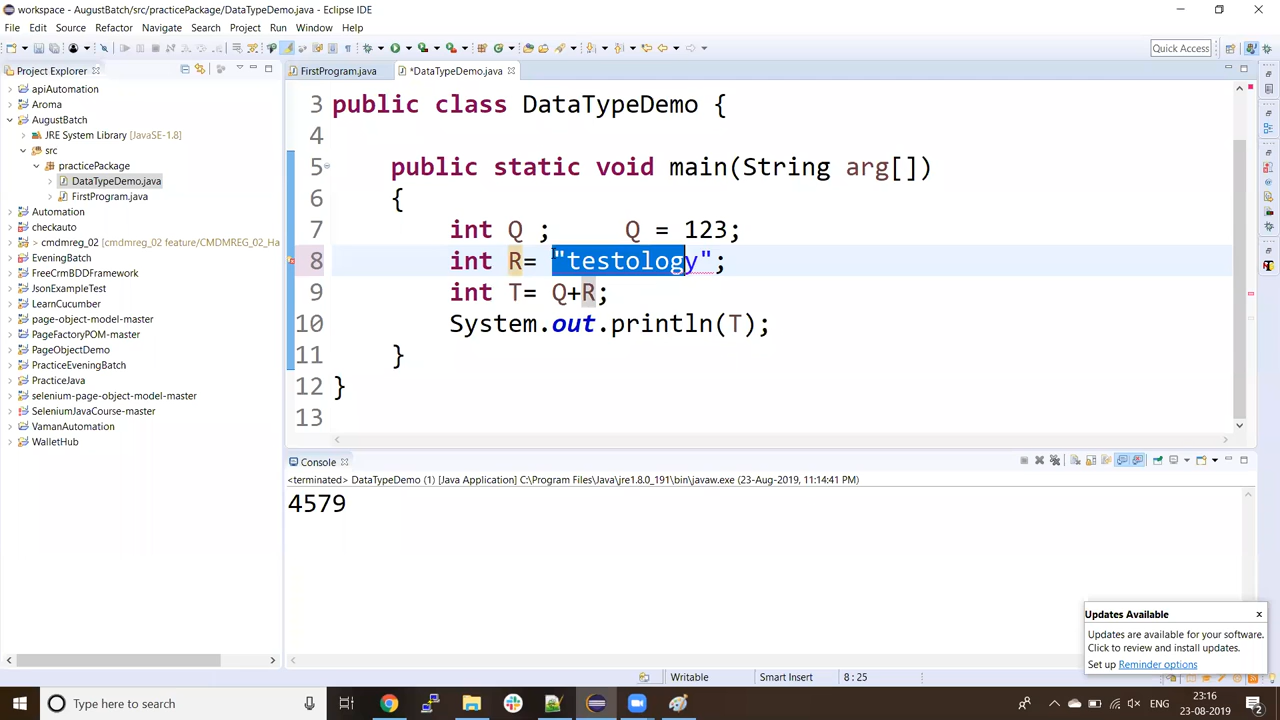 workspace - AugustBatch/src/practicePackage/DataTypeDemo.java - Eclipse IDE
File Edit Source Refactor Navigate Search Project Run Window Help
Quick Access
Project Explorer
FirstProgram.java
*DataTypeDemo.java
apiAutomation
Aroma
AugustBatch
JRE System Library [JavaSE-1.8]
src
practicePackage
DataTypeDemo.java
FirstProgram.java
Automation
checkauto
> cmdmreg_02 [cmdmreg_02 feature/CMDMREG_02_Ha
EveningBatch
FreeCrmBDDFramework
JsonExampleTest
LearnCucumber
page-object-model-master
PageFactoryPOM-master
PageObjectDemo
PracticeEveningBatch
PracticeJava
selenium-page-object-model-master
SeleniumJavaCourse-master
VamanAutomation
WalletHub
3 public class DataTypeDemo {
4
5 public static void main(String arg[])
6 {
7 int Q ; Q = 123;
8 int R= "testology";
9 int T= Q+R;
10 System.out.println(T);
11 }
12 }
13
Console
<terminated> DataTypeDemo (1) [Java Application] C:\Program Files\Java\jre1.8.0_191\bin\javaw.exe (23-Aug-2019, 11:14:41 PM)
4579
Updates Available
Updates are available for your software.
Click to review and install updates.
Set up Reminder options
Writable Smart Insert 8 : 25
Type here to search
ENG
23:16
23-08-2019
2